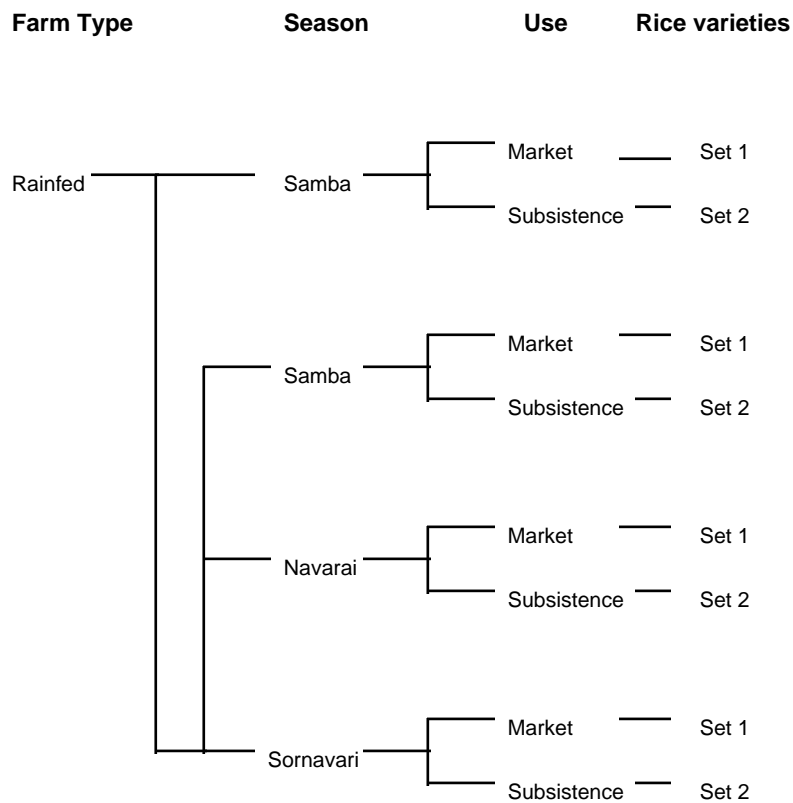 Farm Type Season Use Rice varieties
Market Set 1
Rainfed Samba
Subsistence Set 2
Market Set 1
Samba
Subsistence Set 2
Market Set 1
Navarai
Subsistence Set 2
Market Set 1
Sornavari
Subsistence Set 2